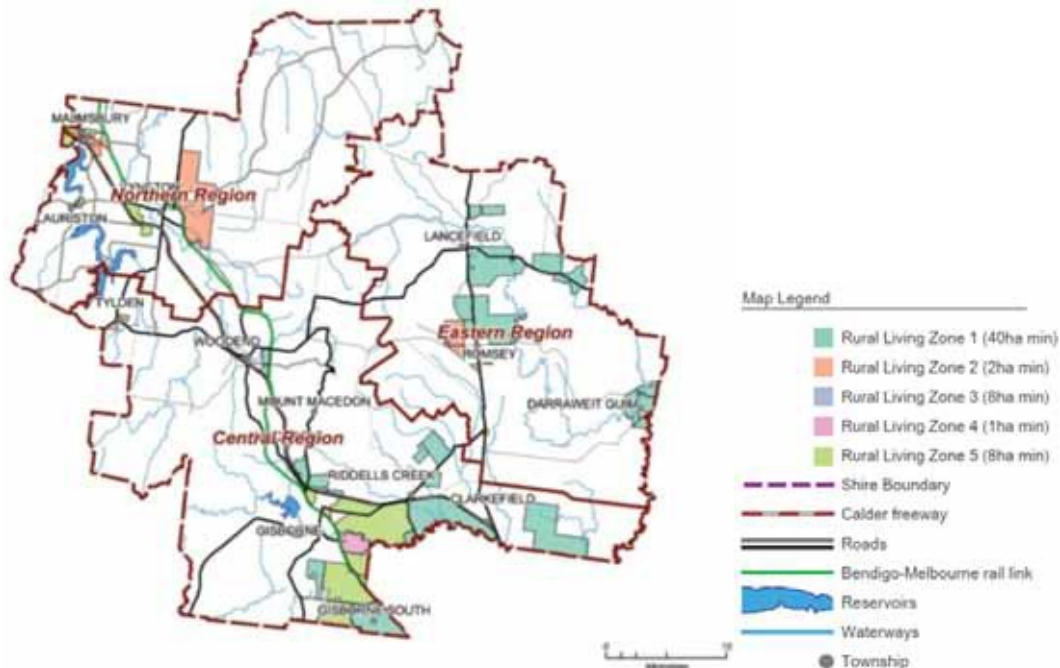 MALMSBURY
Northern Region
LAURISTON
LANCEFIELD
TYLDEN
WOODEND
Eastern Region
ROMSEY
MOUNT MACEDON
DARRAWEIT GUIM
Central Region
RIDDELLS CREEK
CLARKEFIELD
GISBORNE
GISBORNE SOUTH
Map Legend
Rural Living Zone 1 (40ha min)
Rural Living Zone 2 (2ha min)
Rural Living Zone 3 (8ha min)
Rural Living Zone 4 (1ha min)
Rural Living Zone 5 (8ha min)
Shire Boundary
Calder freeway
Roads
Bendigo-Melbourne rail link
Reservoirs
Waterways
Township